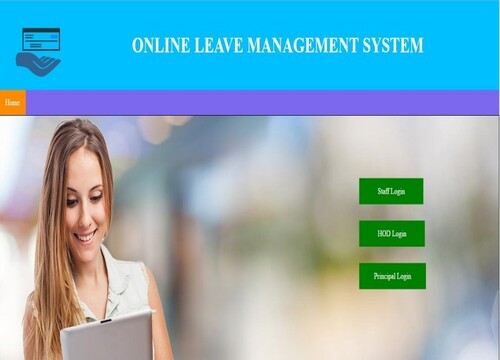 ONLINE LEAVE MANAGEMENT SYSTEM
Home
Staff Login
HOD Login
Principal Login